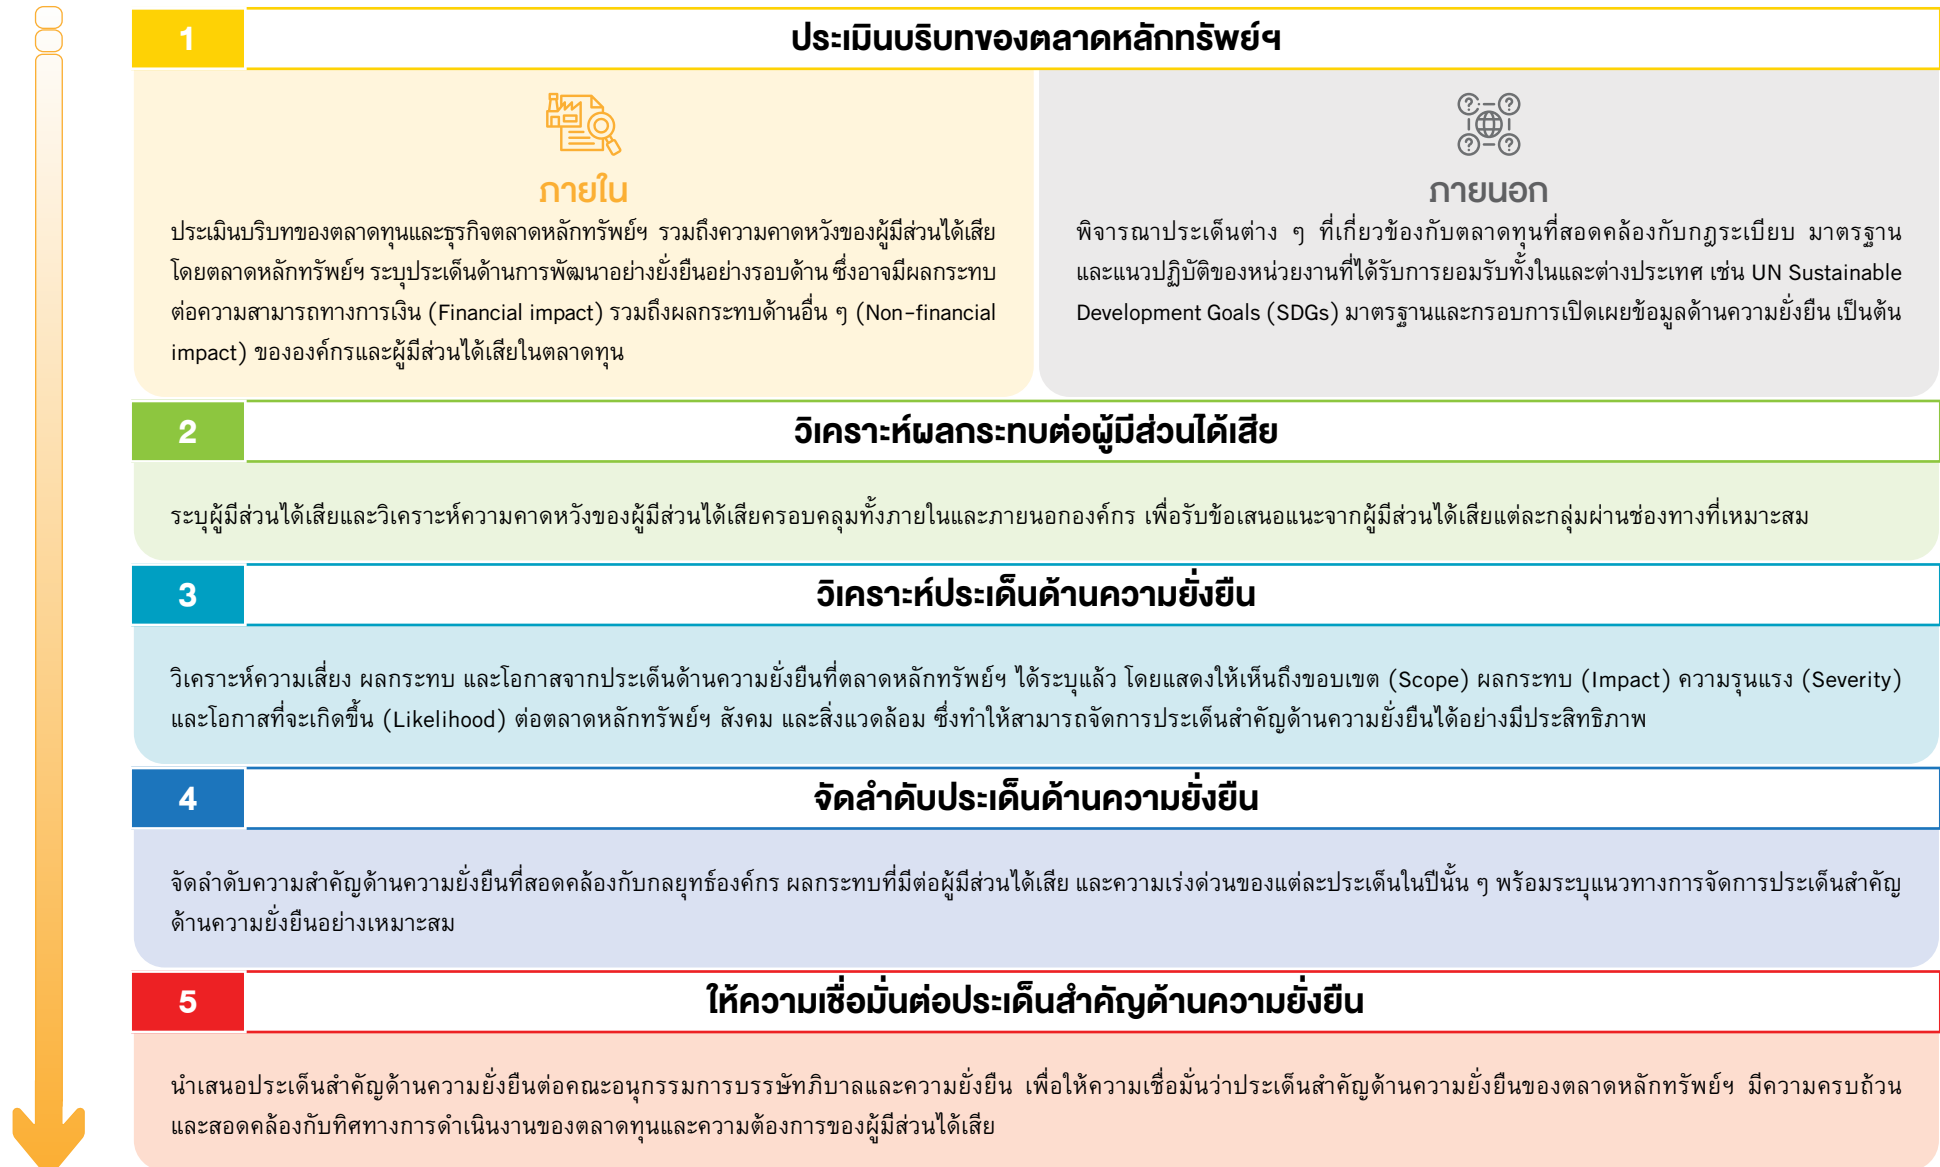 1
ประเมินบริบทของตลาดหลักทรัพย์ฯ
ภายใน
ประเมินบริบทของตลาดทุนและธุรกิจตลาดหลักทรัพย์ฯ รวมถึงความคาดหวังของผู้มีส่วนได้เสีย
โดยตลาดหลักทรัพย์ฯ ระบุประเด็นด้านการพัฒนาอย่างยั่งยืนอย่างรอบด้าน ซึ่งอาจมีผลกระทบ
ต่อความสามารถทางการเงิน (Financial impact) รวมถึงผลกระทบด้านอื่น ๆ (Non-financial
impact) ขององค์กรและผู้มีส่วนได้เสียในตลาดทุน
ภายนอก
พิจารณาประเด็นต่าง ๆ ที่เกี่ยวข้องกับตลาดทุนที่สอดคล้องกับกฎระเบียบ มาตรฐาน
และแนวปฏิบัติของหน่วยงานที่ได้รับการยอมรับทั้งในและต่างประเทศ เช่น UN Sustainable
Development Goals (SDGs) มาตรฐานและกรอบการเปิดเผยข้อมูลด้านความยั่งยืน เป็นต้น
2
วิเคราะห์ผลกระทบต่อผู้มีส่วนได้เสีย
ระบุผู้มีส่วนได้เสียและวิเคราะห์ความคาดหวังของผู้มีส่วนได้เสียครอบคลุมทั้งภายในและภายนอกองค์กร เพื่อรับข้อเสนอแนะจากผู้มีส่วนได้เสียแต่ละกลุ่มผ่านช่องทางที่เหมาะสม
3
วิเคราะห์ประเด็นด้านความยั่งยืน
วิเคราะห์ความเสี่ยง ผลกระทบ และโอกาสจากประเด็นด้านความยั่งยืนที่ตลาดหลักทรัพย์ฯ ได้ระบุแล้ว โดยแสดงให้เห็นถึงขอบเขต (Scope) ผลกระทบ (Impact) ความรุนแรง (Severity)
และโอกาสที่จะเกิดขึ้น (Likelihood) ต่อตลาดหลักทรัพย์ฯ สังคม และสิ่งแวดล้อม ซึ่งทำให้สามารถจัดการประเด็นสำคัญด้านความยั่งยืนได้อย่างมีประสิทธิภาพ
4
จัดลำดับประเด็นด้านความยั่งยืน
จัดลำดับความสำคัญด้านความยั่งยืนที่สอดคล้องกับกลยุทธ์องค์กร ผลกระทบที่มีต่อผู้มีส่วนได้เสีย และความเร่งด่วนของแต่ละประเด็นในปีนั้น ๆ พร้อมระบุแนวทางการจัดการประเด็นสำคัญ
ด้านความยั่งยืนอย่างเหมาะสม
5
ให้ความเชื่อมั่นต่อประเด็นสำคัญด้านความยั่งยืน
นำเสนอประเด็นสำคัญด้านความยั่งยืนต่อคณะอนุกรรมการบรรษัทภิบาลและความยั่งยืน เพื่อให้ความเชื่อมั่นว่าประเด็นสำคัญด้านความยั่งยืนของตลาดหลักทรัพย์ฯ มีความครบถ้วน
และสอดคล้องกับทิศทางการดำเนินงานของตลาดทุนและความต้องการของผู้มีส่วนได้เสีย